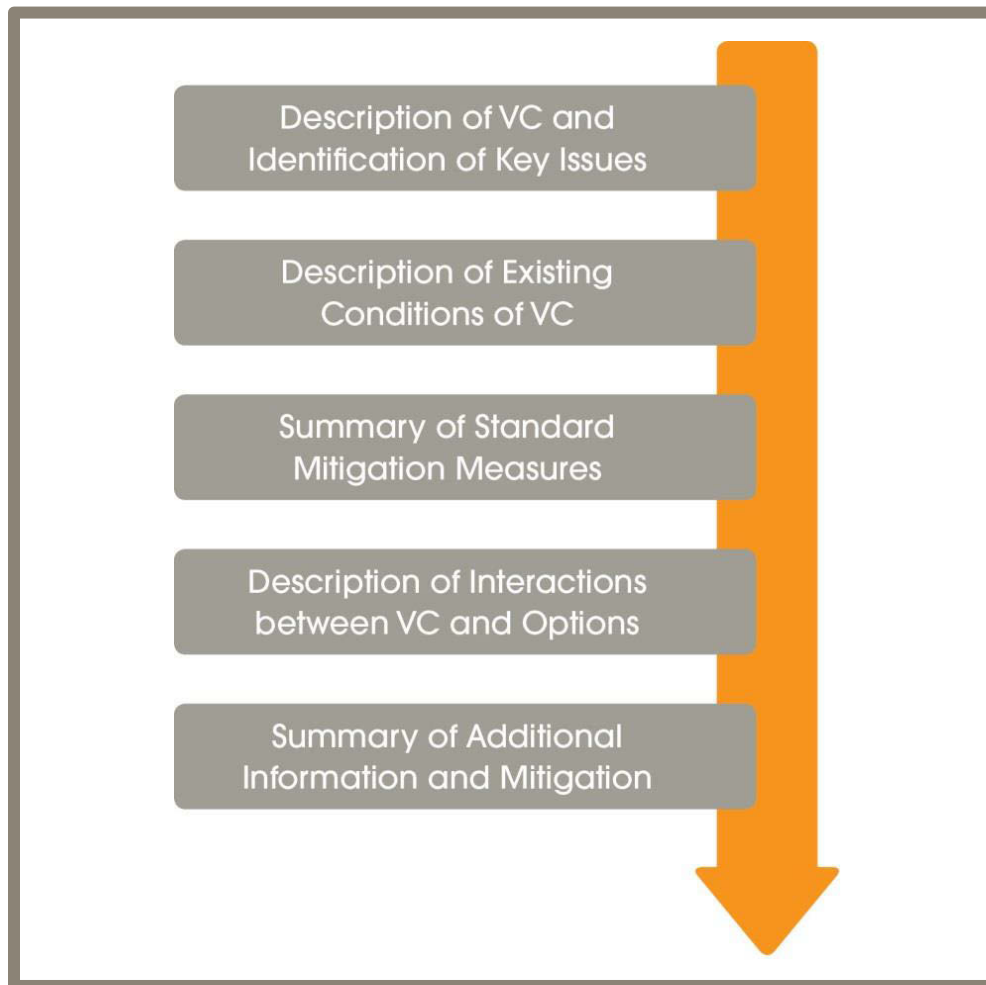 Description of VC and
Identification of Key Issues
Description of Existing
Conditions of VC
Summary of Standard
Mitigation Measures
Description of Interactions
between VC and Options
Summary of Additional
Information and Mitigation